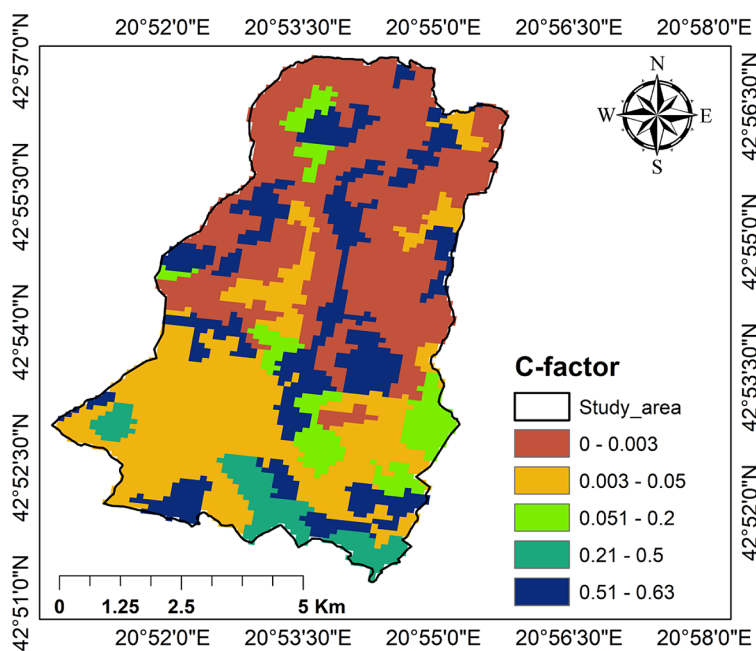 20°52'0"E 20°53'30"E 20°55'0"E 20°56'30"E 20°58'0"E
42°57'0"N
42°55'30"N
42°54'0"N
42°52'30"N
42°51'0"N
42°56'30"N
42°55'0"N
42°53'30"N
42°52'0"N
N
W E
S
C-factor
Study_area
0 - 0.003
0.003 - 0.05
0.051 - 0.2
0.21 - 0.5
0.51 - 0.63
0 1.25 2.5 5 Km
20°52'0"E 20°53'30"E 20°55'0"E 20°56'30"E 20°58'0"E